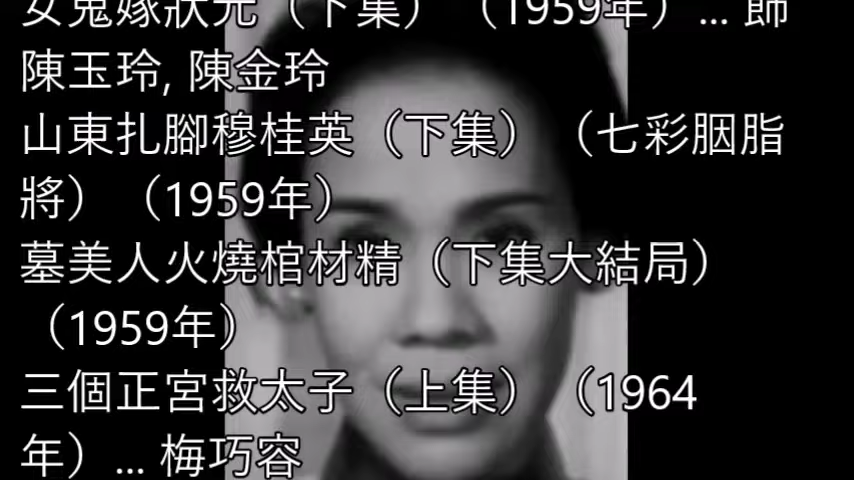 女鬼嫁狀元（下集）（1959年）... 飾
陳玉玲, 陳金玲
山東扎腳穆桂英（下集）（七彩胭脂
將）（1959年）
墓美人火燒棺材精（下集大結局）
（1959年）
三個正宮救太子（上集）（1964
年）... 梅巧容